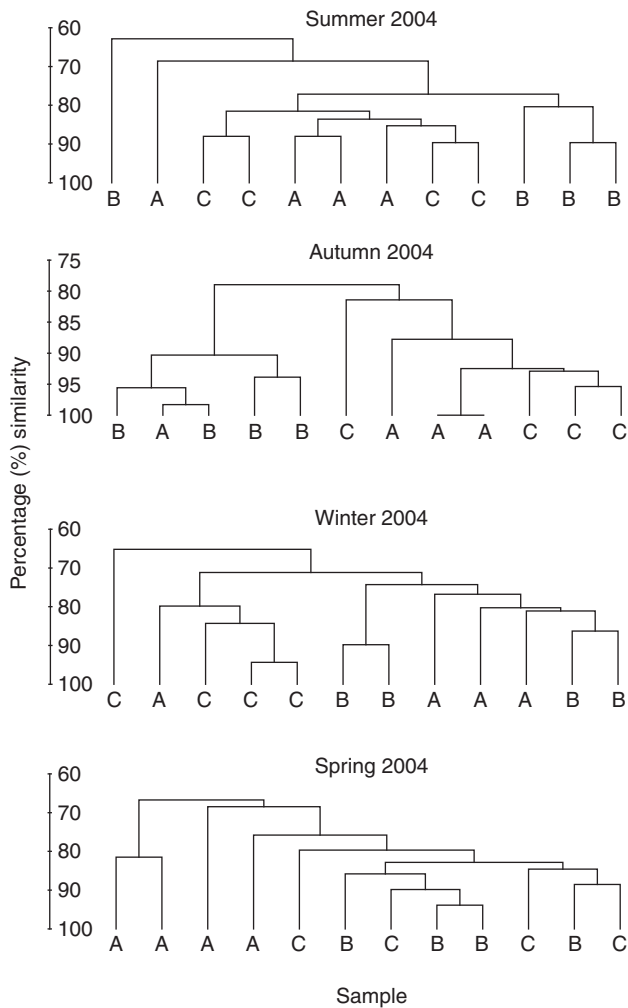 Summer 2004
60
70
80
90
100
B A C C A A A C C B B B
Autumn 2004
75
80
85
90
95
100
B A B B B C A A A C C C
Percentage (%) similarity
Winter 2004
60
70
80
90
100
C A C C C B B A A A B B
Spring 2004
60
70
80
90
100
A A A A C B C B B C B C
Sample